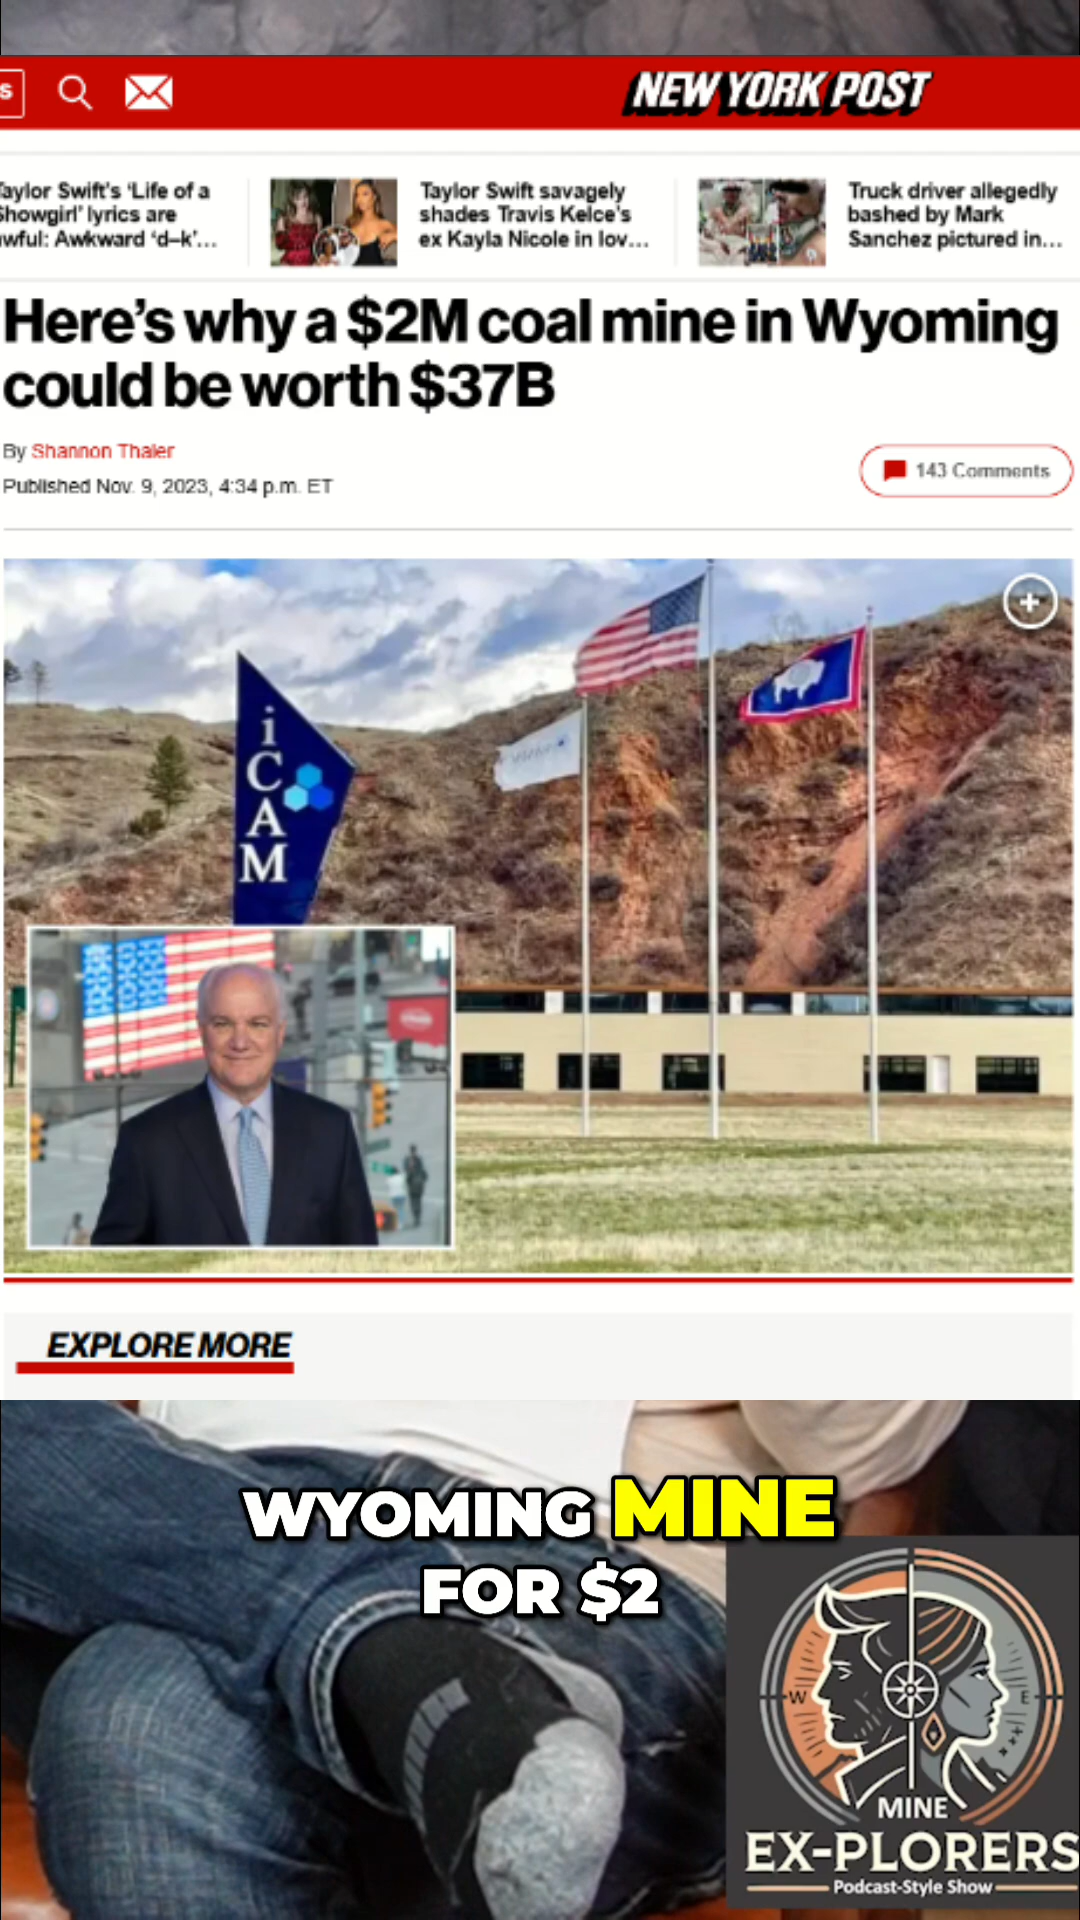 S
NEW YORK POST
Taylor Swift's 'Life of a
Showgirl' lyrics are
awful: Awkward 'd–k'...
Taylor Swift savagely
shades Travis Kelce's
ex Kayla Nicole in lov...
Truck driver allegedly
bashed by Mark
Sanchez pictured in...
Here's why a $2M coal mine in Wyoming
could be worth $37B
By Shannon Thaler
Published Nov. 9, 2023, 4:34 p.m. ET
143 Comments
iCAM
EXPLORE MORE
WYOMING MINE
FOR $2
W
E
MINE
EX-PLORERS
Podcast-Style Show